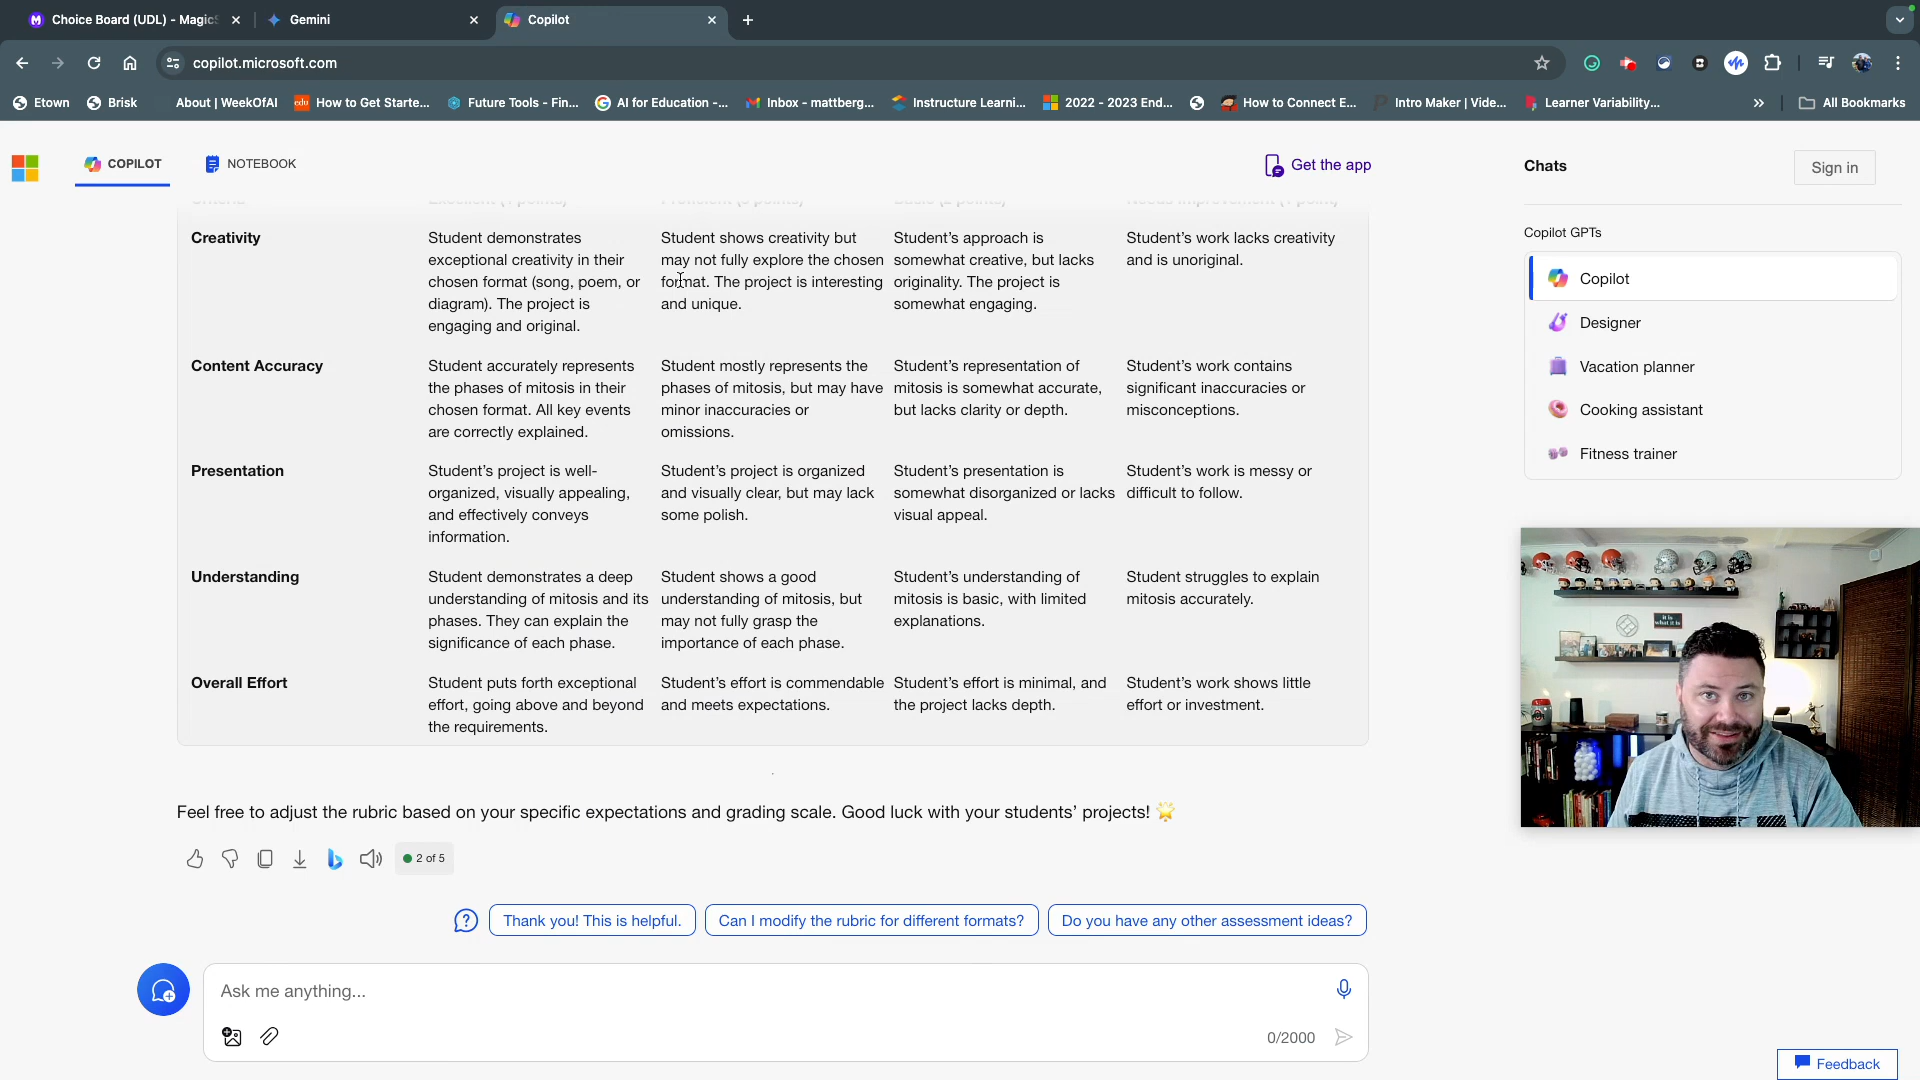 Choice Board (UDL) - MagicS
Gemini
Copilot
copilot.microsoft.com
Etown
Brisk
About | WeekOfAI
How to Get Starte...
Future Tools - Fin...
AI for Education -...
Inbox - mattberg...
Instructure Learni...
2022 - 2023 End...
How to Connect E...
Intro Maker | Vide...
Learner Variability...
All Bookmarks
COPILOT
NOTEBOOK
Get the app
Chats
Sign in
Creativity
Student demonstrates
exceptional creativity in their
chosen format (song, poem, or
diagram). The project is
engaging and original.
Student shows creativity but
may not fully explore the chosen
format. The project is interesting
and unique.
Student’s approach is
somewhat creative, but lacks
originality. The project is
somewhat engaging.
Student’s work lacks creativity
and is unoriginal.
Content Accuracy
Student accurately represents
the phases of mitosis in their
chosen format. All key events
are correctly explained.
Student mostly represents the
phases of mitosis, but may have
minor inaccuracies or
omissions.
Student’s representation of
mitosis is somewhat accurate,
but lacks clarity or depth.
Student’s work contains
significant inaccuracies or
misconceptions.
Presentation
Student’s project is well-
organized, visually appealing,
and effectively conveys
information.
Student’s project is organized
and visually clear, but may lack
some polish.
Student’s presentation is
somewhat disorganized or lacks
visual appeal.
Student’s work is messy or
difficult to follow.
Understanding
Student demonstrates a deep
understanding of mitosis and its
phases. They can explain the
significance of each phase.
Student shows a good
understanding of mitosis, but
may not fully grasp the
importance of each phase.
Student’s understanding of
mitosis is basic, with limited
explanations.
Student struggles to explain
mitosis accurately.
Overall Effort
Student puts forth exceptional
effort, going above and beyond
the requirements.
Student’s effort is commendable
and meets expectations.
Student’s effort is minimal, and
the project lacks depth.
Student’s work shows little
effort or investment.
Feel free to adjust the rubric based on your specific expectations and grading scale. Good luck with your students’ projects! 🌟
2 of 5
Thank you! This is helpful.
Can I modify the rubric for different formats?
Do you have any other assessment ideas?
Ask me anything...
0/2000
Copilot GPTs
Copilot
Designer
Vacation planner
Cooking assistant
Fitness trainer
it is
what it is
Feedback